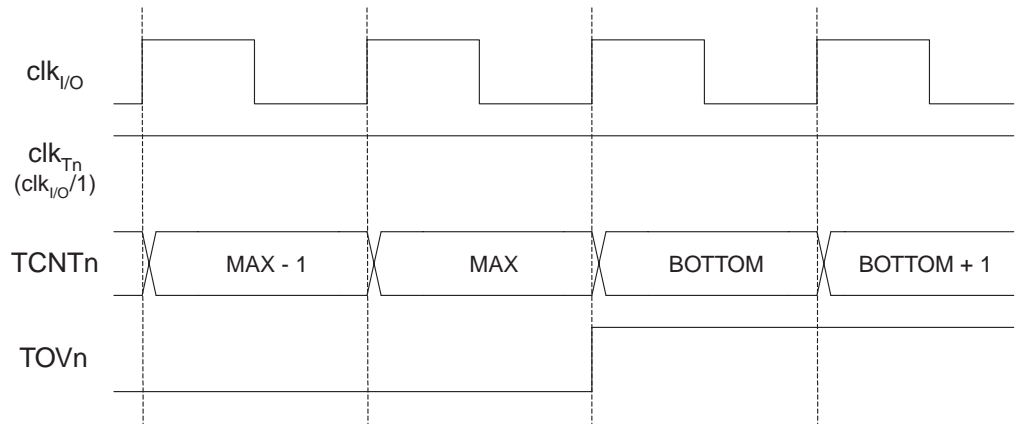 clkI/O
clkTn
(clkI/O/1)
TCNTn
MAX - 1
MAX
BOTTOM
BOTTOM + 1
TOVn